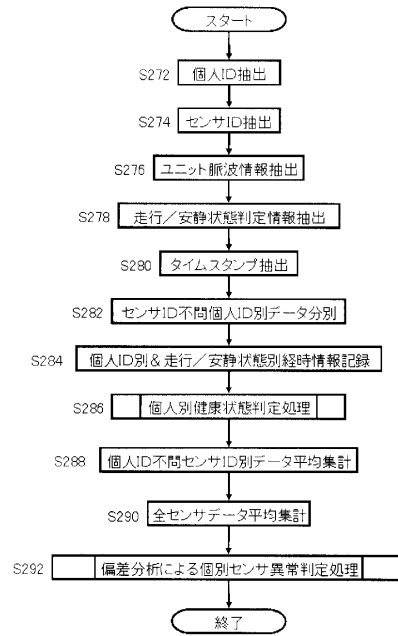 スタート
S272 個人ID抽出
S274 センサID抽出
S276 ユニット脈波情報抽出
S278 走行／安静状態判定情報抽出
S280 タイムスタンプ抽出
S282 センサID不問個人ID別データ分別
S284 個人ID別&走行／安静状態別経時情報記録
S286 個人別健康状態判定処理
S288 個人ID不問センサID別データ平均集計
S290 全センサデータ平均集計
S292 偏差分析による個別センサ異常判定処理
終了